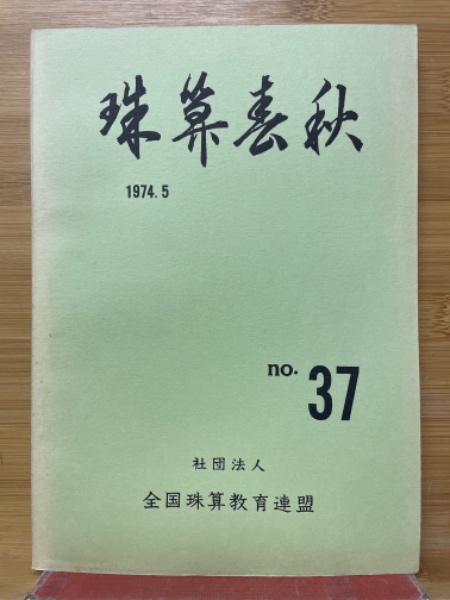 珠算春秋
1974.5
no. 37
社団法人
全国珠算教育連盟